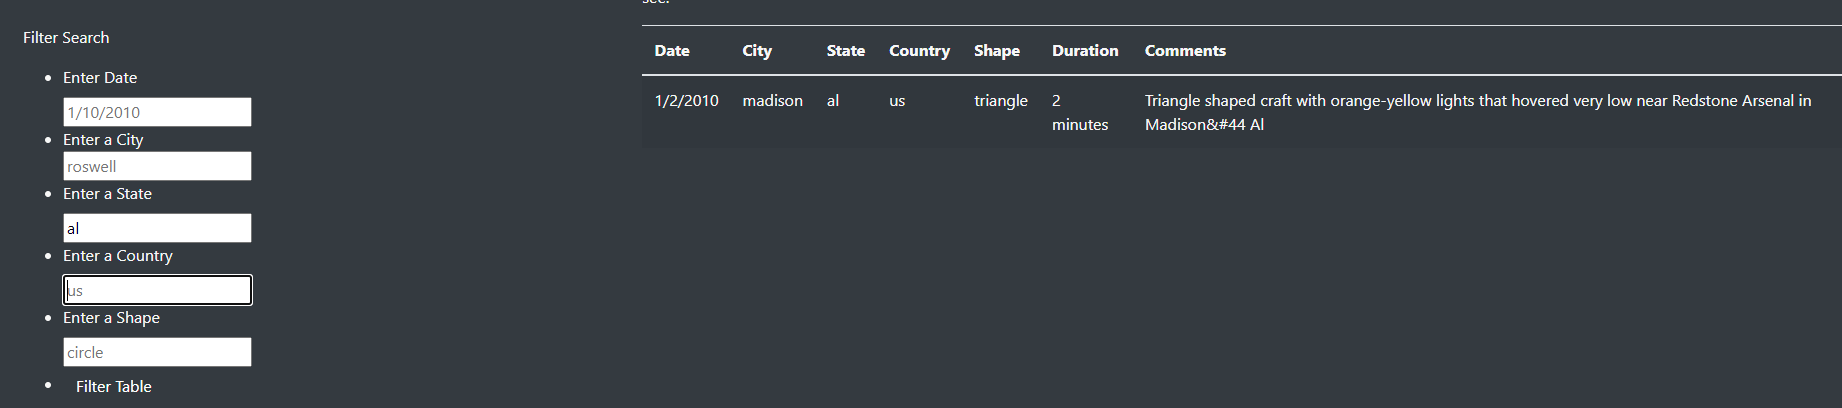 sec.
Filter Search
Enter Date
1/10/2010
Enter a City
roswell
Enter a State
al
Enter a Country
us
Enter a Shape
circle
Filter Table
Date City State Country Shape Duration Comments
1/2/2010 madison al us triangle 2 minutes Triangle shaped craft with orange-yellow lights that hovered very low near Redstone Arsenal in
Madison&#44 Al